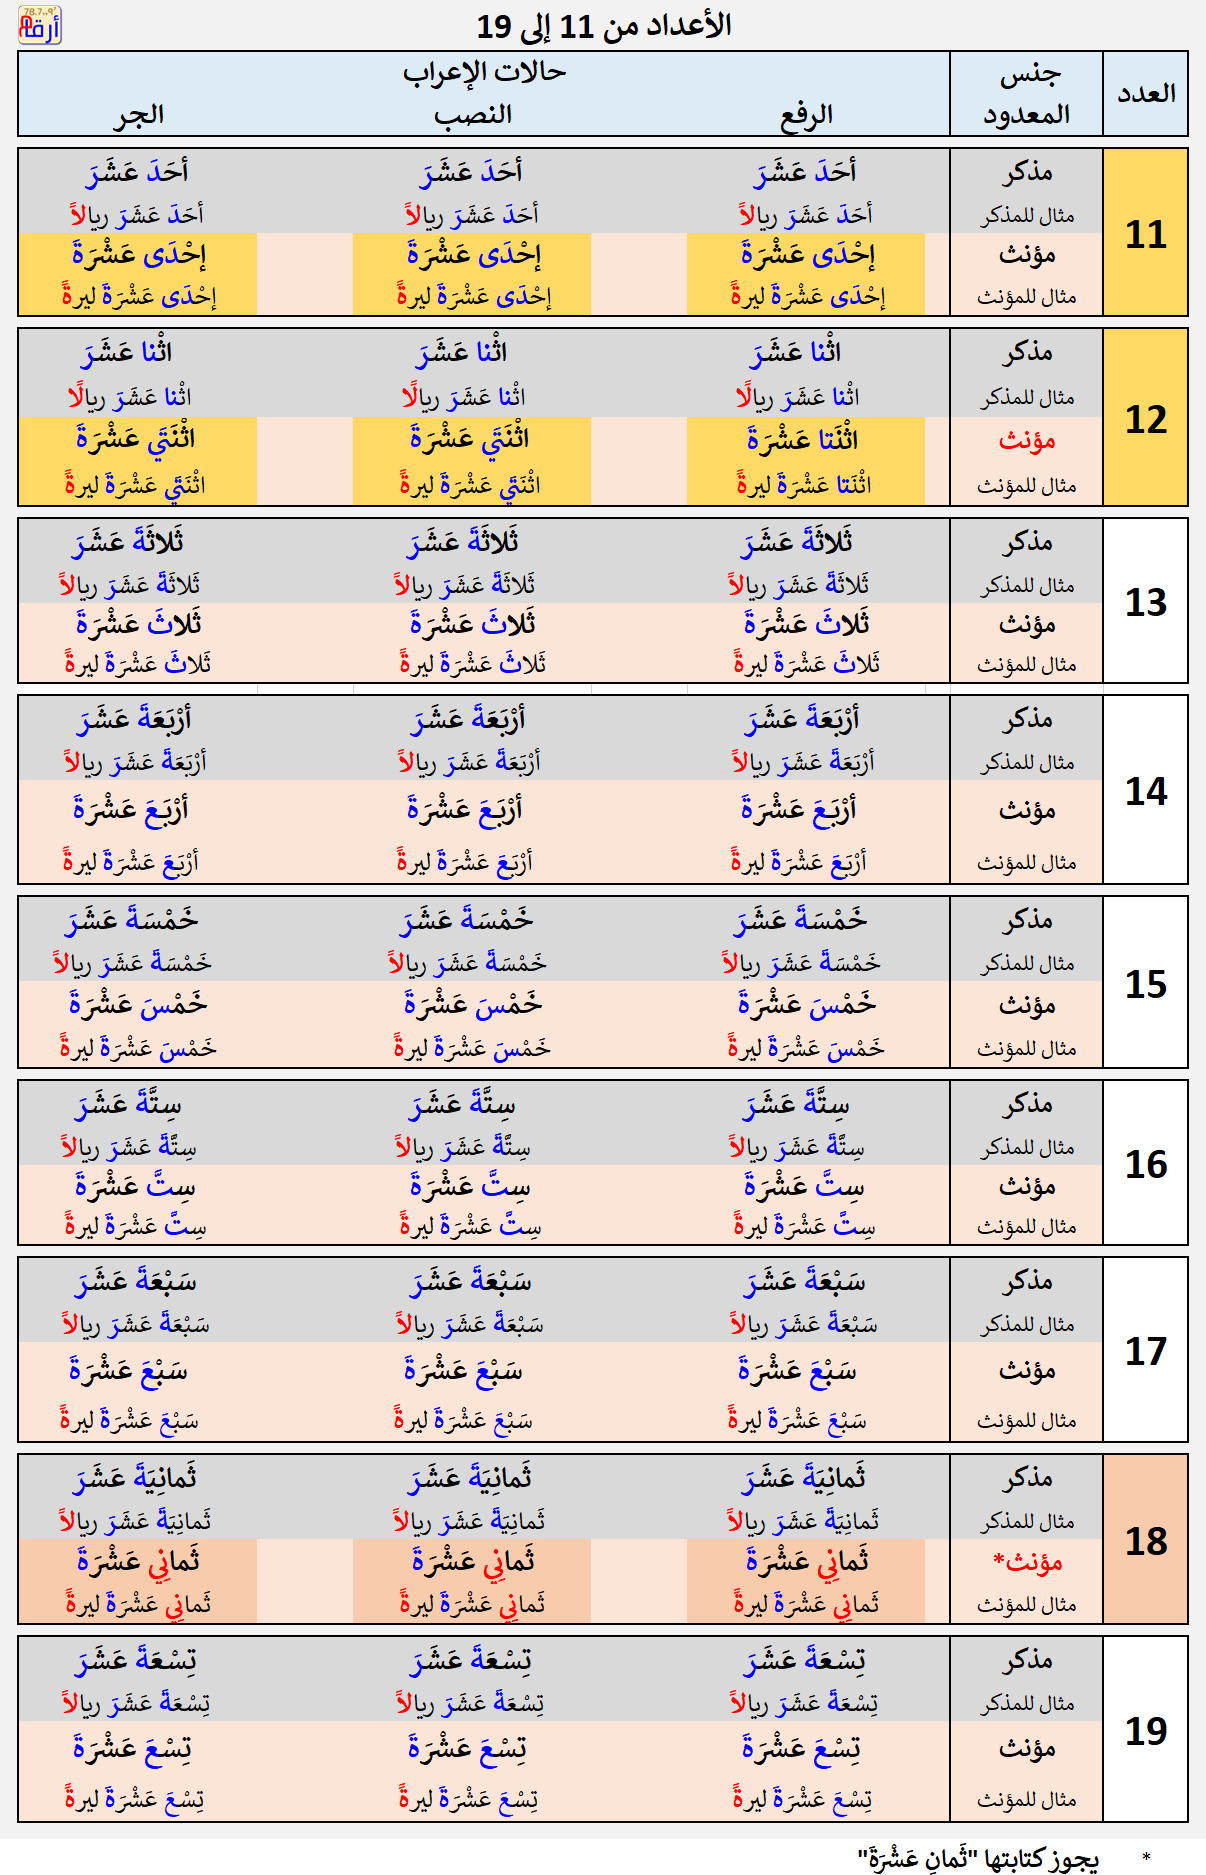 الأعداد من 11 إلى 19
78.7,,9'
أرقام
العدد جنس المعدود حالات الإعراب
الرفع النصب الجر
11
مذكر أحَدَ عَشَرَ أحَدَ عَشَرَ أحَدَ عَشَرَ
مثال للمذكر أحَدَ عَشَرَ ريالاً أحَدَ عَشَرَ ريالاً أحَدَ عَشَرَ ريالاً
مؤنث إحْدَى عَشْرَةَ إحْدَى عَشْرَةَ إحْدَى عَشْرَةَ
مثال للمؤنث إحْدَى عَشْرَةَ ليرةً إحْدَى عَشْرَةَ ليرةً إحْدَى عَشْرَةَ ليرةً
12
مذكر اثْنا عَشَرَ اثْنا عَشَرَ اثْنا عَشَرَ
مثال للمذكر اثْنا عَشَرَ ريالًا اثْنا عَشَرَ ريالًا اثْنا عَشَرَ ريالًا
مؤنث اثْنَتا عَشْرَةَ اثْنَتَي عَشْرَةَ اثْنَتَي عَشْرَةَ
مثال للمؤنث اثْنَتا عَشْرَةَ ليرةً اثْنَتَي عَشْرَةَ ليرةً اثْنَتَي عَشْرَةَ ليرةً
13
مذكر ثَلاثَةَ عَشَرَ ثَلاثَةَ عَشَرَ ثَلاثَةَ عَشَرَ
مثال للمذكر ثَلاثَةَ عَشَرَ ريالاً ثَلاثَةَ عَشَرَ ريالاً ثَلاثَةَ عَشَرَ ريالاً
مؤنث ثَلاثَ عَشْرَةَ ثَلاثَ عَشْرَةَ ثَلاثَ عَشْرَةَ
مثال للمؤنث ثَلاثَ عَشْرَةَ ليرةً ثَلاثَ عَشْرَةَ ليرةً ثَلاثَ عَشْرَةَ ليرةً
14
مذكر أرْبَعَةَ عَشَرَ أرْبَعَةَ عَشَرَ أرْبَعَةَ عَشَرَ
مثال للمذكر أرْبَعَةَ عَشَرَ ريالاً أرْبَعَةَ عَشَرَ ريالاً أرْبَعَةَ عَشَرَ ريالاً
مؤنث أرْبَعَ عَشْرَةَ أرْبَعَ عَشْرَةَ أرْبَعَ عَشْرَةَ
مثال للمؤنث أرْبَعَ عَشْرَةَ ليرةً أرْبَعَ عَشْرَةَ ليرةً أرْبَعَ عَشْرَةَ ليرةً
15
مذكر خَمْسَةَ عَشَرَ خَمْسَةَ عَشَرَ خَمْسَةَ عَشَرَ
مثال للمذكر خَمْسَةَ عَشَرَ ريالاً خَمْسَةَ عَشَرَ ريالاً خَمْسَةَ عَشَرَ ريالاً
مؤنث خَمْسَ عَشْرَةَ خَمْسَ عَشْرَةَ خَمْسَ عَشْرَةَ
مثال للمؤنث خَمْسَ عَشْرَةَ ليرةً خَمْسَ عَشْرَةَ ليرةً خَمْسَ عَشْرَةَ ليرةً
16
مذكر سِتَّةَ عَشَرَ سِتَّةَ عَشَرَ سِتَّةَ عَشَرَ
مثال للمذكر سِتَّةَ عَشَرَ ريالاً سِتَّةَ عَشَرَ ريالاً سِتَّةَ عَشَرَ ريالاً
مؤنث سِتَّ عَشْرَةَ سِتَّ عَشْرَةَ سِتَّ عَشْرَةَ
مثال للمؤنث سِتَّ عَشْرَةَ ليرةً سِتَّ عَشْرَةَ ليرةً سِتَّ عَشْرَةَ ليرةً
17
مذكر سَبْعَةَ عَشَرَ سَبْعَةَ عَشَرَ سَبْعَةَ عَشَرَ
مثال للمذكر سَبْعَةَ عَشَرَ ريالاً سَبْعَةَ عَشَرَ ريالاً سَبْعَةَ عَشَرَ ريالاً
مؤنث سَبْعَ عَشْرَةَ سَبْعَ عَشْرَةَ سَبْعَ عَشْرَةَ
مثال للمؤنث سَبْعَ عَشْرَةَ ليرةً سَبْعَ عَشْرَةَ ليرةً سَبْعَ عَشْرَةَ ليرةً
18
مذكر ثَمانِيَةَ عَشَرَ ثَمانِيَةَ عَشَرَ ثَمانِيَةَ عَشَرَ
مثال للمذكر ثَمانِيَةَ عَشَرَ ريالاً ثَمانِيَةَ عَشَرَ ريالاً ثَمانِيَةَ عَشَرَ ريالاً
مؤنث* ثَمانِي عَشْرَةَ ثَمانِي عَشْرَةَ ثَمانِي عَشْرَةَ
مثال للمؤنث ثَمانِي عَشْرَةَ ليرةً ثَمانِي عَشْرَةَ ليرةً ثَمانِي عَشْرَةَ ليرةً
19
مذكر تِسْعَةَ عَشَرَ تِسْعَةَ عَشَرَ تِسْعَةَ عَشَرَ
مثال للمذكر تِسْعَةَ عَشَرَ ريالاً تِسْعَةَ عَشَرَ ريالاً تِسْعَةَ عَشَرَ ريالاً
مؤنث تِسْعَ عَشْرَةَ تِسْعَ عَشْرَةَ تِسْعَ عَشْرَةَ
مثال للمؤنث تِسْعَ عَشْرَةَ ليرةً تِسْعَ عَشْرَةَ ليرةً تِسْعَ عَشْرَةَ ليرةً
* يجوز كتابتها "ثَمانِ عَشْرَةَ"